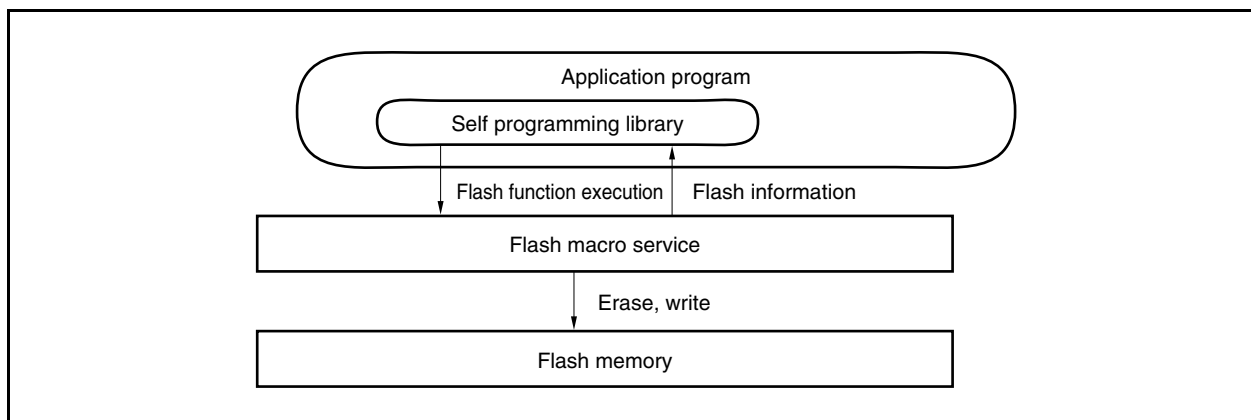 Application program
Self programming library
Flash function execution
Flash information
Flash macro service
Erase, write
Flash memory